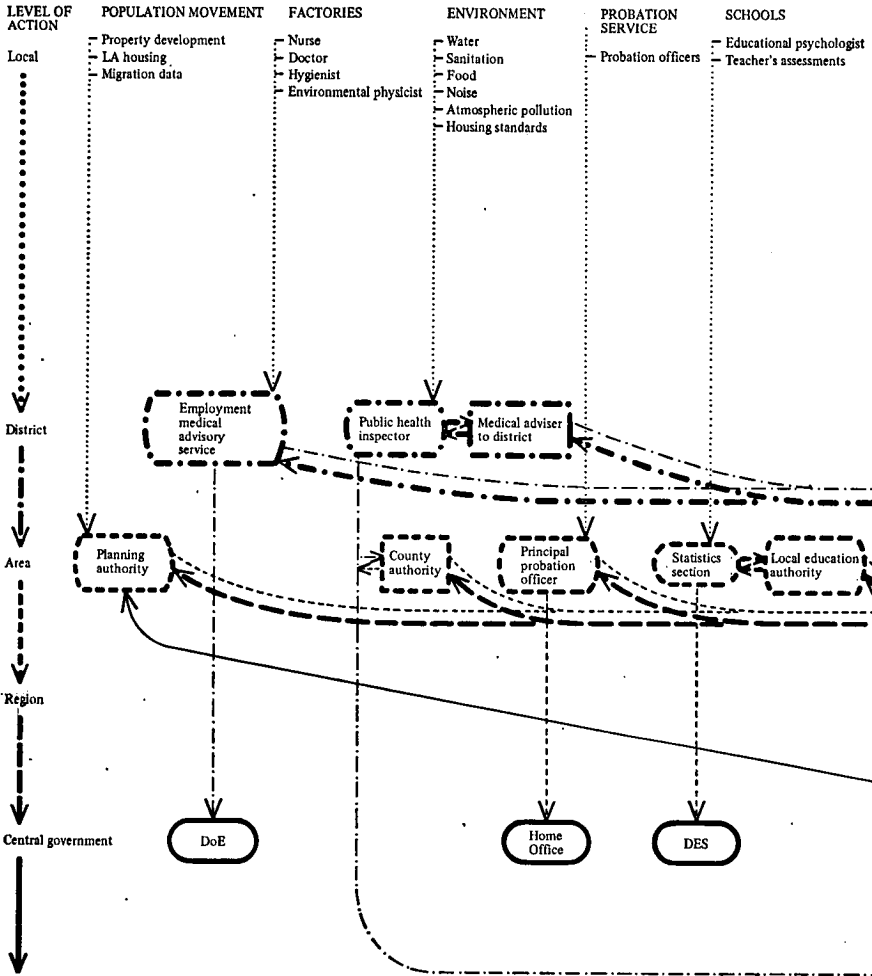 LEVEL OF
ACTION
POPULATION MOVEMENT
FACTORIES
ENVIRONMENT
PROBATION
SERVICE
SCHOOLS
Local
Property development
LA housing
Migration data
Nurse
Doctor
Hygienist
Environmental physicist
Water
Sanitation
Food
Noise
Atmospheric pollution
Housing standards
Probation officers
Educational psychologist
Teacher's assessments
District
Employment
medical
advisory
service
Public health
inspector
Medical adviser
to district
Area
Planning
authority
County
authority
Principal
probation
officer
Statistics
section
Local education
authority
Region
Central government
DoE
Home
Office
DES